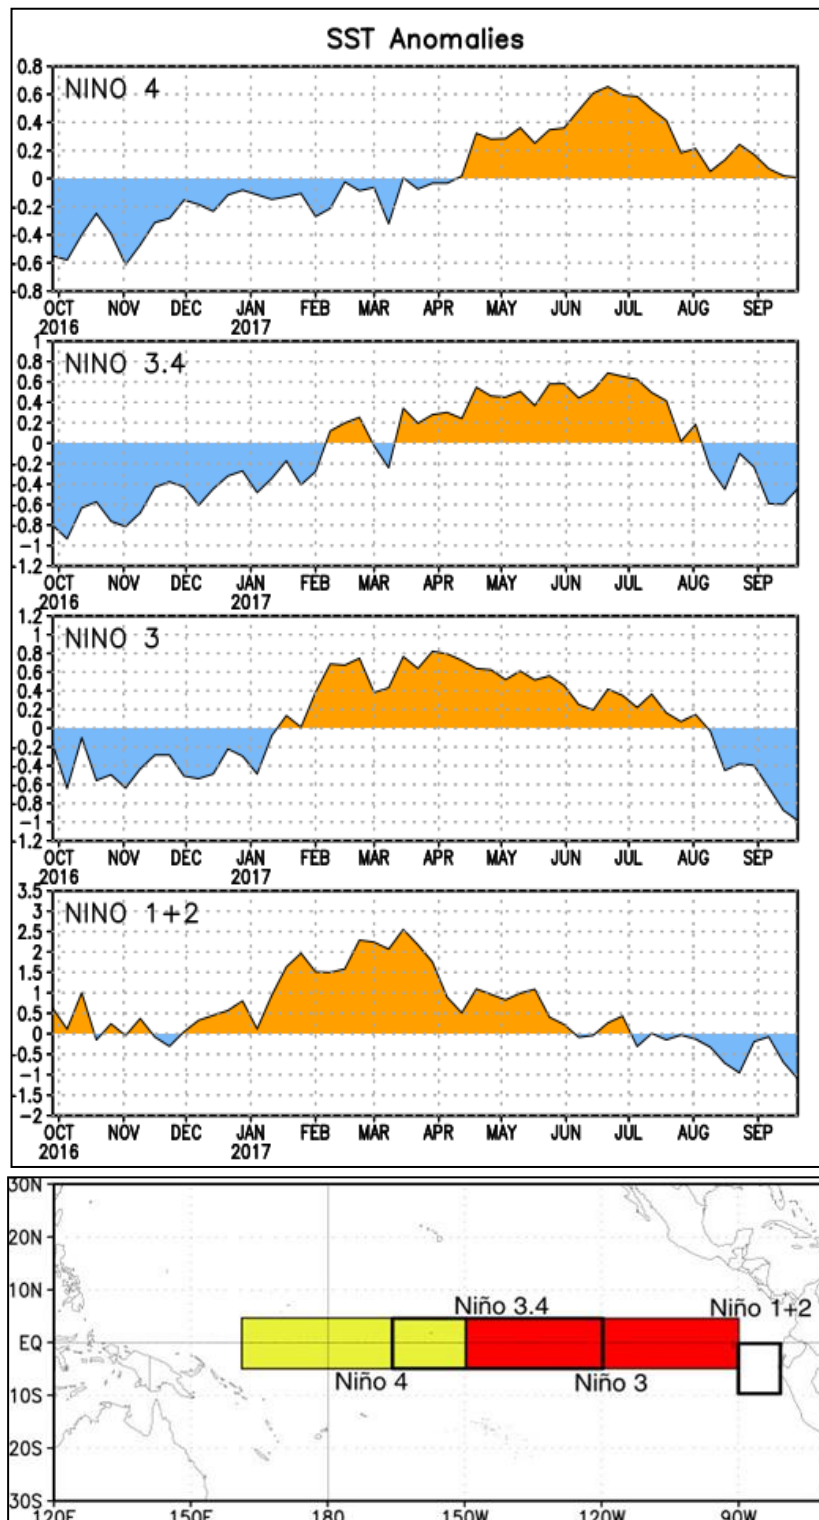 SST Anomalies
NINO 4
0.8
0.6
0.4
0.2
0
-0.2
-0.4
-0.6
-0.8
OCT NOV DEC JAN FEB MAR APR MAY JUN JUL AUG SEP
2016 2017
NINO 3.4
1
0.8
0.6
0.4
0.2
0
-0.2
-0.4
-0.6
-0.8
-1
-1.2
OCT NOV DEC JAN FEB MAR APR MAY JUN JUL AUG SEP
2016 2017
NINO 3
1.2
1
0.8
0.6
0.4
0.2
0
-0.2
-0.4
-0.6
-0.8
-1
-1.2
OCT NOV DEC JAN FEB MAR APR MAY JUN JUL AUG SEP
2016 2017
NINO 1+2
3.5
3
2.5
2
1.5
1
0.5
0
-0.5
-1
-1.5
-2
OCT NOV DEC JAN FEB MAR APR MAY JUN JUL AUG SEP
2016 2017
30N
20N
10N
EQ
10S
20S
30S
Niño 3.4
Niño 1+2
Niño 4
Niño 3
120E 150E 180 150W 120W 90W